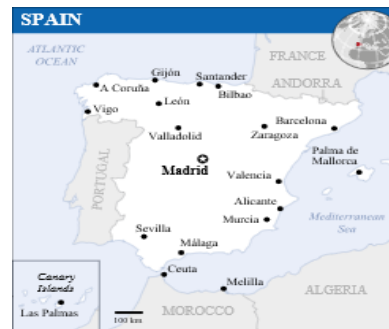 SPAIN
ATLANTIC
OCEAN
FRANCE
ANDORRA
Gijón
Santander
A Coruña
Bilbao
León
Vigo
Barcelona
Valladolid
Zaragoza
Palma de
Mallorca
Madrid
PORTUGAL
Valencia
Alicante
Murcia
Mediterranean
Sea
Sevilla
Málaga
Canary
Islands
Ceuta
Melilla
ALGERIA
Las Palmas
100 km
MOROCCO